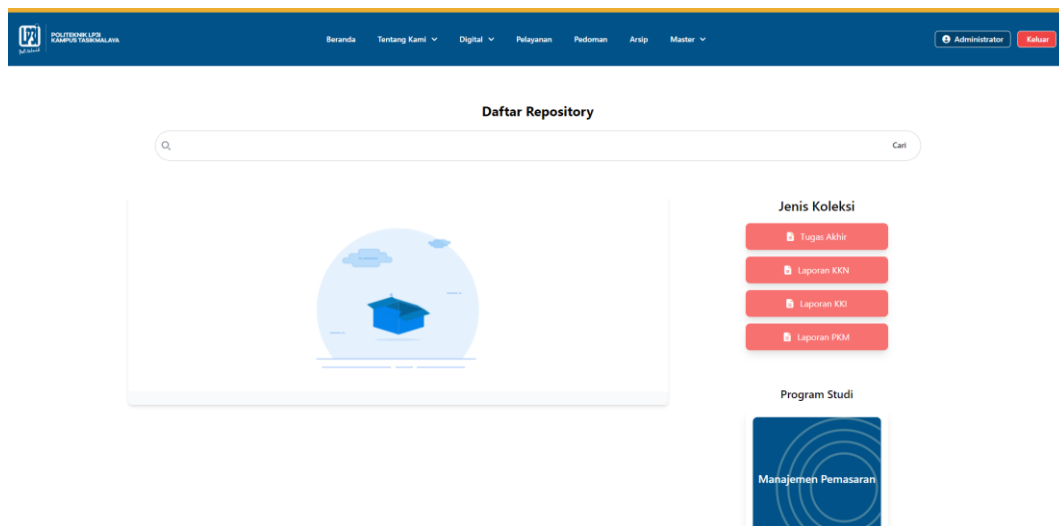 POLITEKNIK LP3I
KAMPUS TASIKMALAYA
Beranda
Tentang Kami
Digital
Pelayanan
Pedoman
Arsip
Master
Administrator
Keluar
Daftar Repository
Cari
Jenis Koleksi
Tugas Akhir
Laporan KKN
Laporan KKI
Laporan PKM
Program Studi
Manajemen Pemasaran